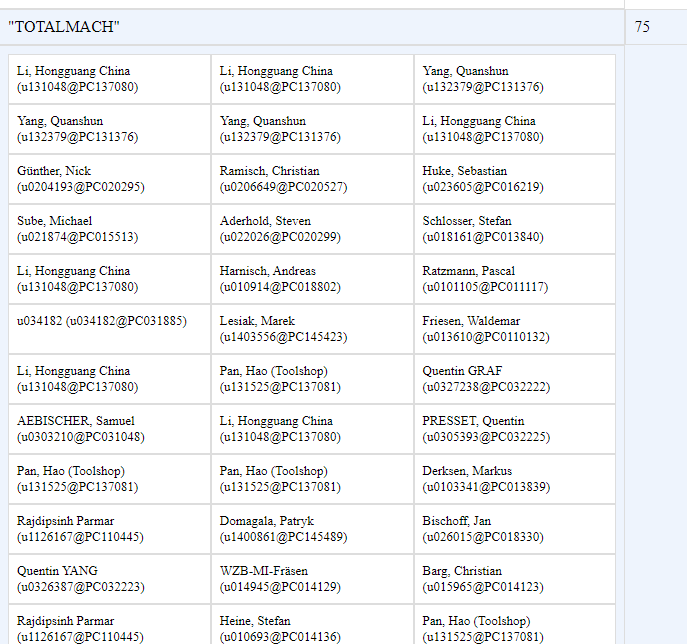 "TOTALMACH" 75
Li, Hongguang China Li, Hongguang China Yang, Quanshun
(u131048@PC137080) (u131048@PC137080) (u132379@PC131376)
Yang, Quanshun Yang, Quanshun Li, Hongguang China
(u132379@PC131376) (u132379@PC131376) (u131048@PC137080)
Günther, Nick Ramisch, Christian Huke, Sebastian
(u0204193@PC020295) (u0206649@PC020527) (u023605@PC016219)
Sube, Michael Aderhold, Steven Schlosser, Stefan
(u021874@PC015513) (u022026@PC020299) (u018161@PC013840)
Li, Hongguang China Harnisch, Andreas Ratzmann, Pascal
(u131048@PC137080) (u010914@PC018802) (u0101105@PC011117)
u034182 (u034182@PC031885) Lesiak, Marek Friesen, Waldemar
(u1403556@PC145423) (u013610@PC0110132)
Li, Hongguang China Pan, Hao (Toolshop) Quentin GRAF
(u131048@PC137080) (u131525@PC137081) (u0327238@PC032222)
AEBISCHER, Samuel Li, Hongguang China PRESSET, Quentin
(u0303210@PC031048) (u131048@PC137080) (u0305393@PC032225)
Pan, Hao (Toolshop) Pan, Hao (Toolshop) Derksen, Markus
(u131525@PC137081) (u131525@PC137081) (u0103341@PC013839)
Rajdipsinh Parmar Domagala, Patryk Bischoff, Jan
(u1126167@PC110445) (u1400861@PC145489) (u026015@PC018330)
Quentin YANG WZB-MI-Fräsen Barg, Christian
(u0326387@PC032223) (u014945@PC014129) (u015965@PC014123)
Rajdipsinh Parmar Heine, Stefan Pan, Hao (Toolshop)
(u1126167@PC110445) (u010693@PC014136) (u131525@PC137081)